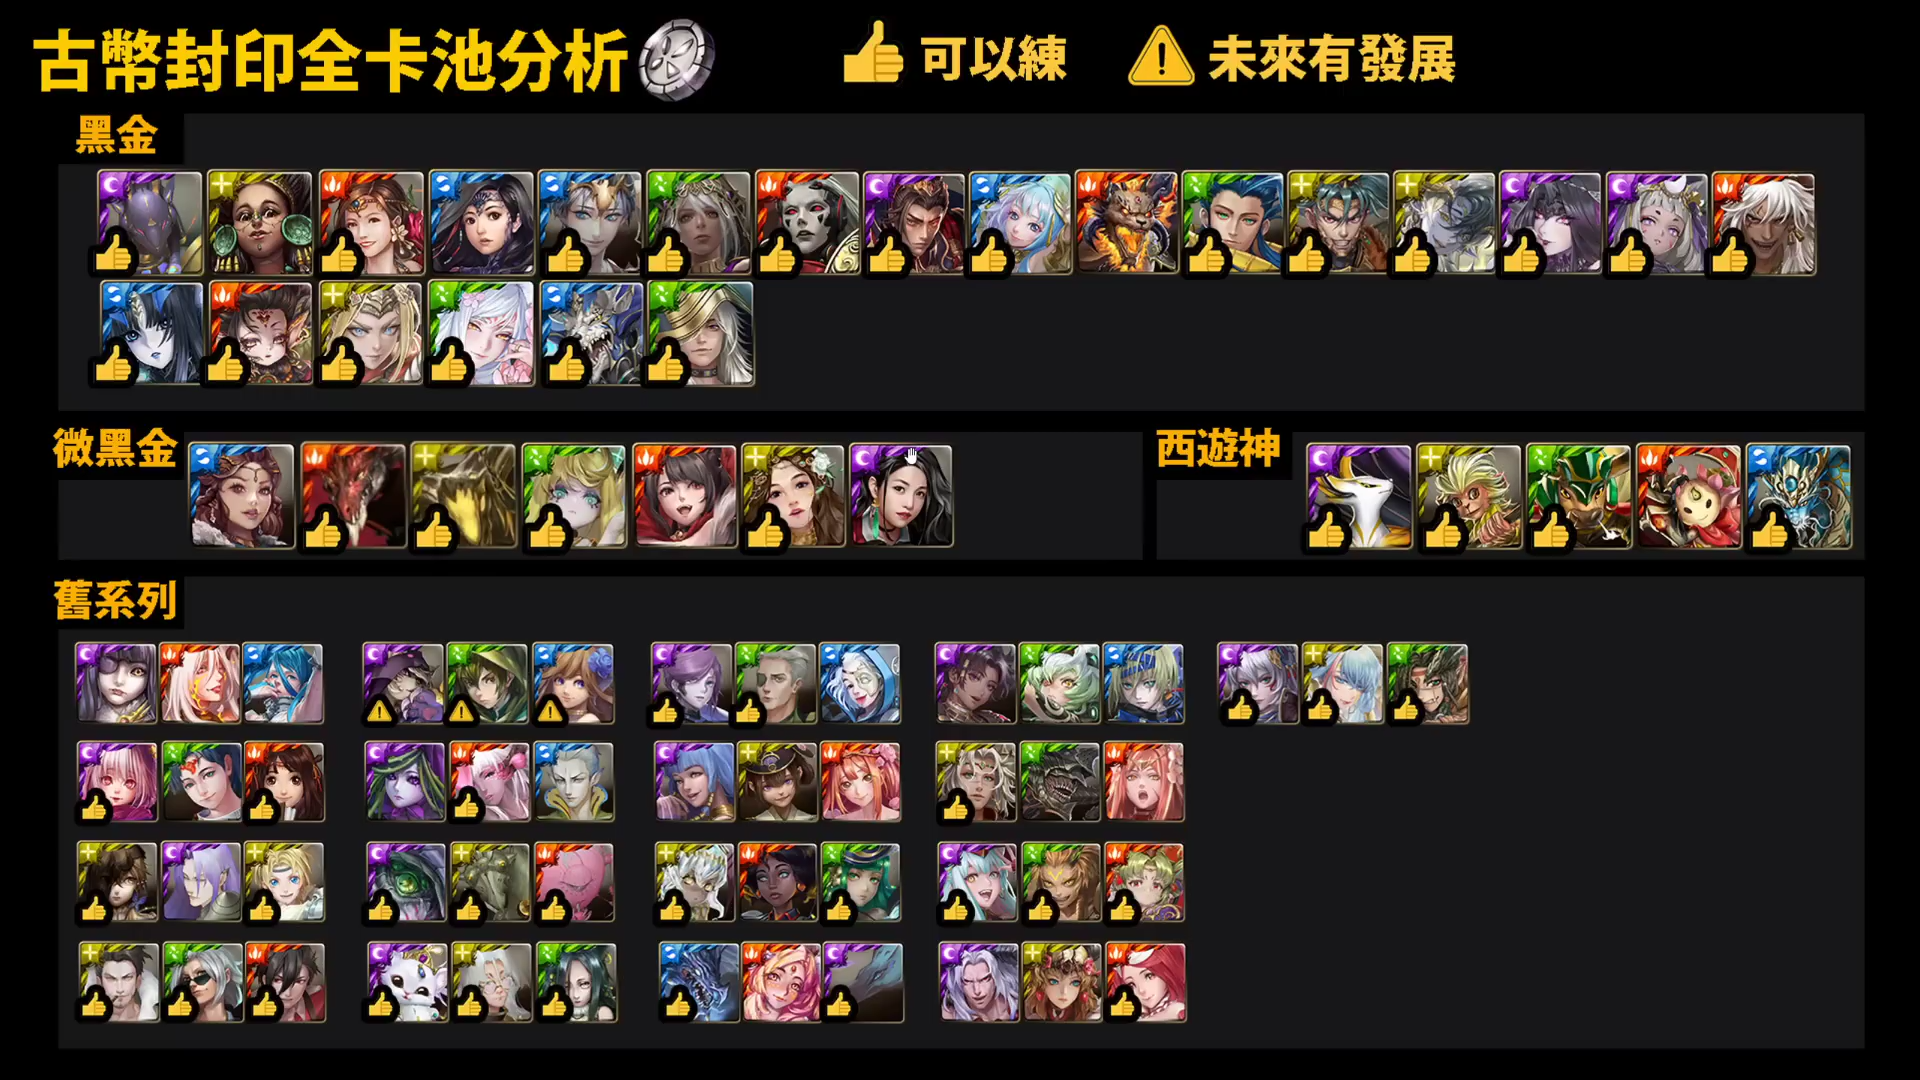 古幣封印全卡池分析
可以練
未來有發展
黑金
微黑金
西遊神
舊系列